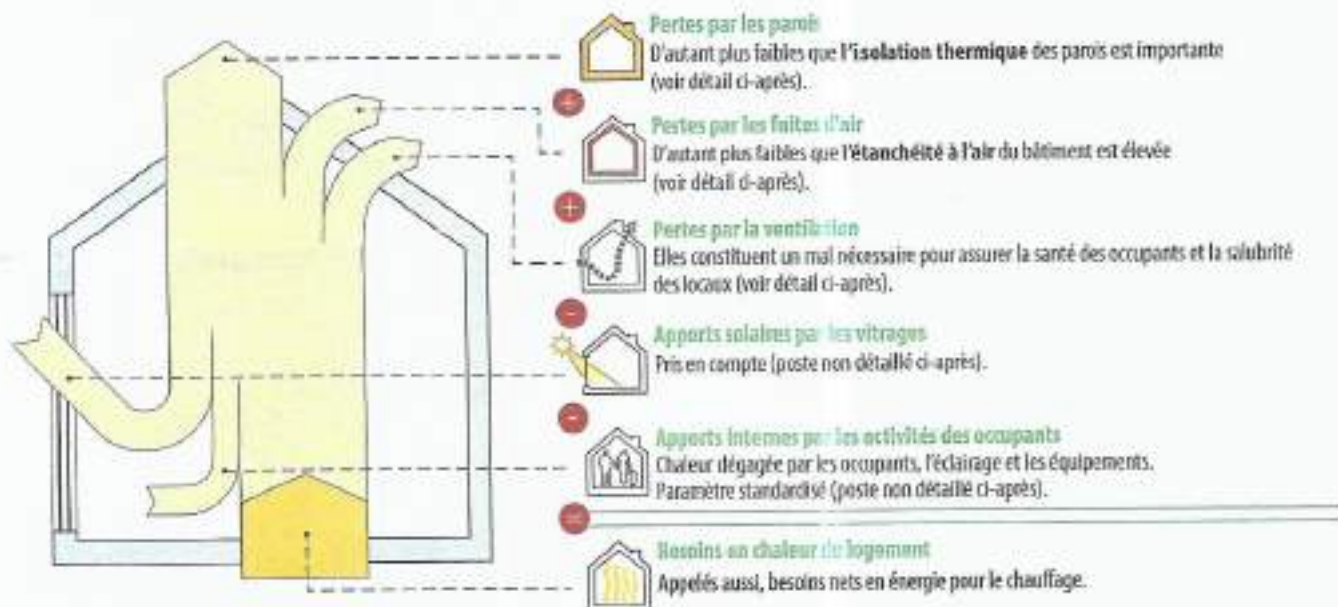 Pertes par les parois
D'autant plus faibles que l'isolation thermique des parois est importante
(voir détail ci-après).
+
Pertes par les fuites d'air
D'autant plus faibles que l'étanchéité à l'air du bâtiment est élevée
(voir détail ci-après).
+
Pertes par la ventilation
Elles constituent un mal nécessaire pour assurer la santé des occupants et la salubrité
des locaux (voir détail ci-après).
-
Apports solaires par les vitrages
Pris en compte (poste non détaillé ci-après).
-
Apports internes par les activités des occupants
Chaleur dégagée par les occupants, l'éclairage et les équipements.
Paramètre standardisé (poste non détaillé ci-après).
=
Besoins en chaleur du logement
Appelés aussi, besoins nets en énergie pour le chauffage.